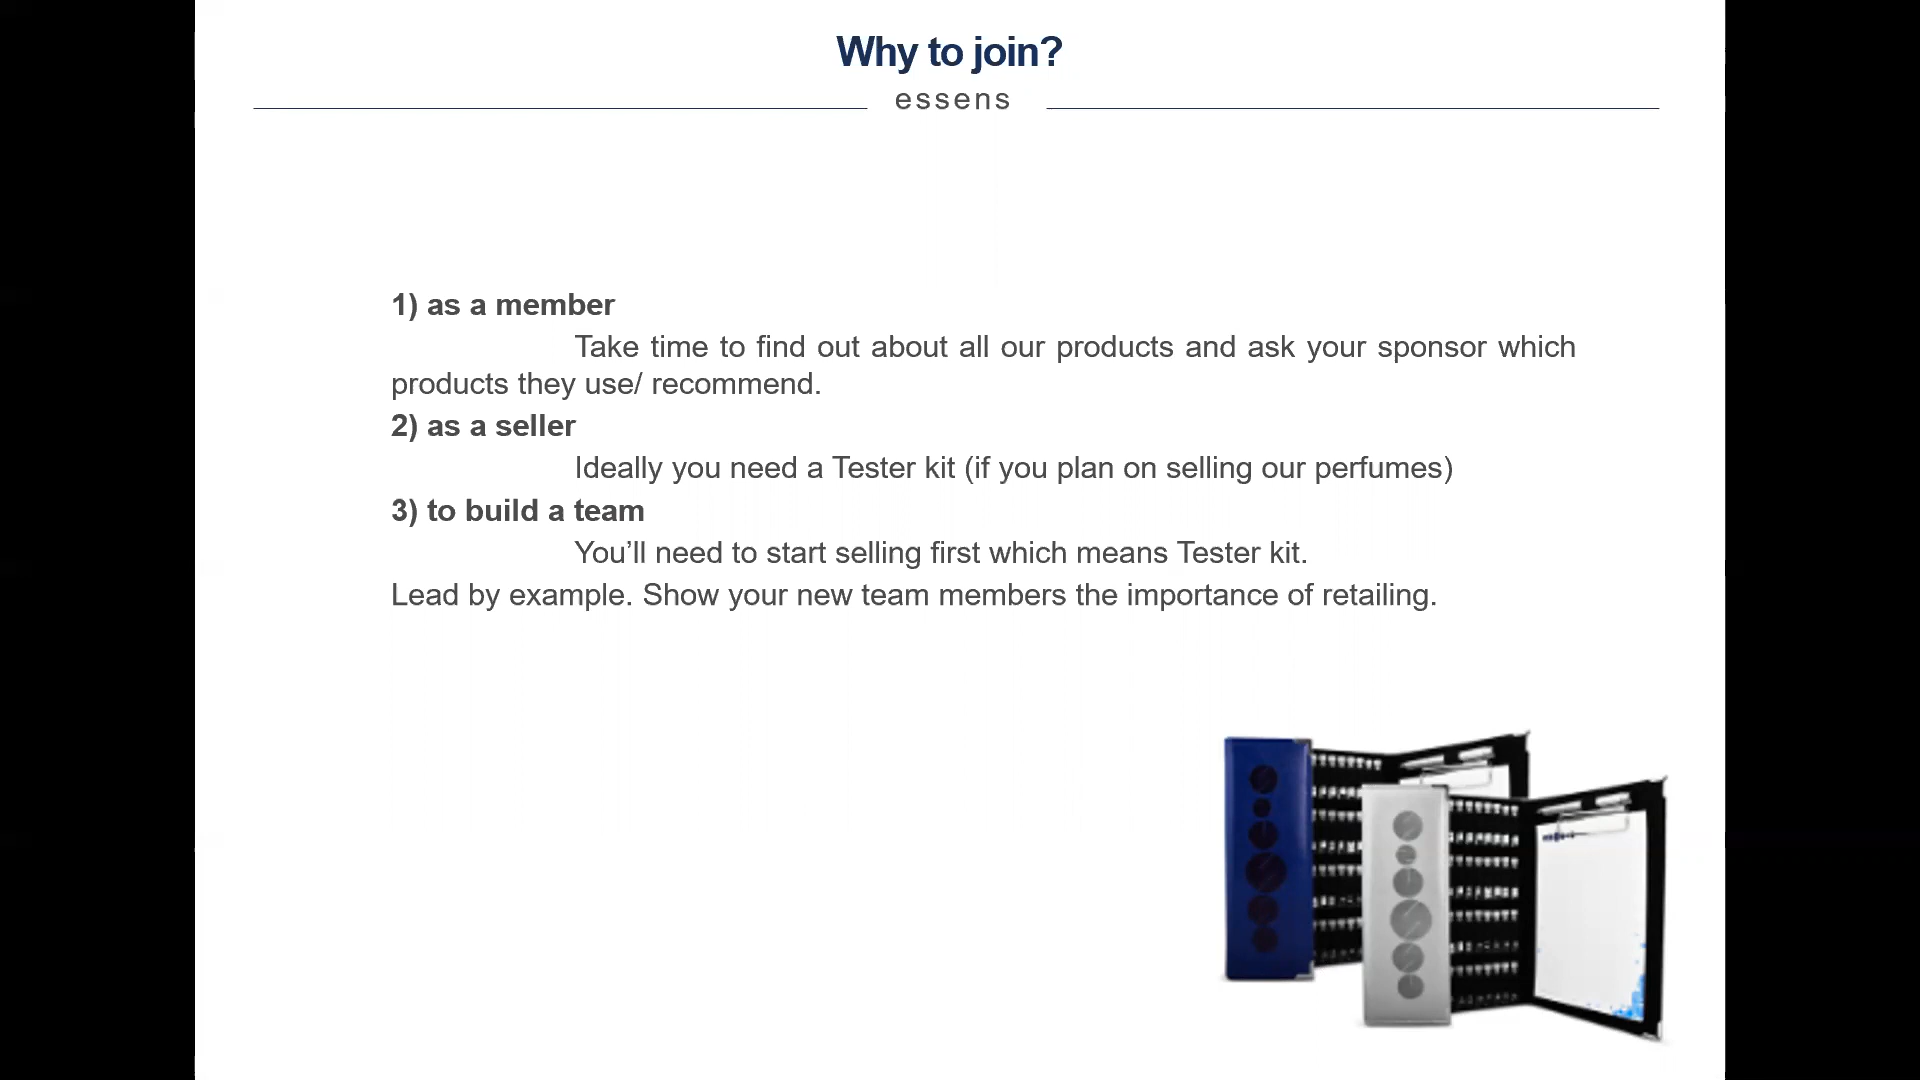 Why to join?
essens
1) as a member
Take time to find out about all our products and ask your sponsor which
products they use/ recommend.
2) as a seller
Ideally you need a Tester kit (if you plan on selling our perfumes)
3) to build a team
You’ll need to start selling first which means Tester kit.
Lead by example. Show your new team members the importance of retailing.